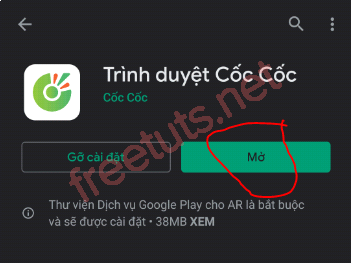 Trình duyệt Cốc Cốc
Cốc Cốc
Gỡ cài đặt
Mở
Thư viện Dịch vụ Google Play cho AR là bắt buộc
và sẽ được cài đặt • 38MB XEM
freetuts.net